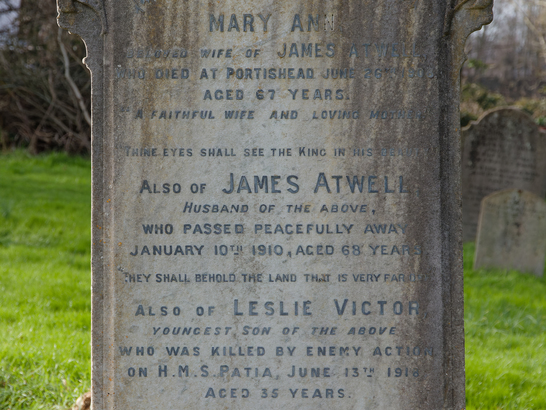 MARY ANN
BELOVED WIFE OF JAMES ATWELL
WHO DIED AT PORTISHEAD JUNE
AGED 67 YEARS.
"A FAITHFUL WIFE AND LOVING MOTHER
THINE EYES SHALL SEE THE KING IN HIS BEAUTY
ALSO OF JAMES ATWELL
HUSBAND OF THE ABOVE,
WHO PASSED PEACEFULLY AWAY
JANUARY 10TH 1910, AGED 68 YEARS.
"THEY SHALL BEHOLD THE LAND THAT IS VERY FAR OFF
ALSO OF LESLIE VICTOR
YOUNGEST SON OF THE ABOVE
WHO WAS KILLED BY ENEMY ACTION
ON H.M.S. PATIA, JUNE 13TH 1918,
AGED 35 YEARS.